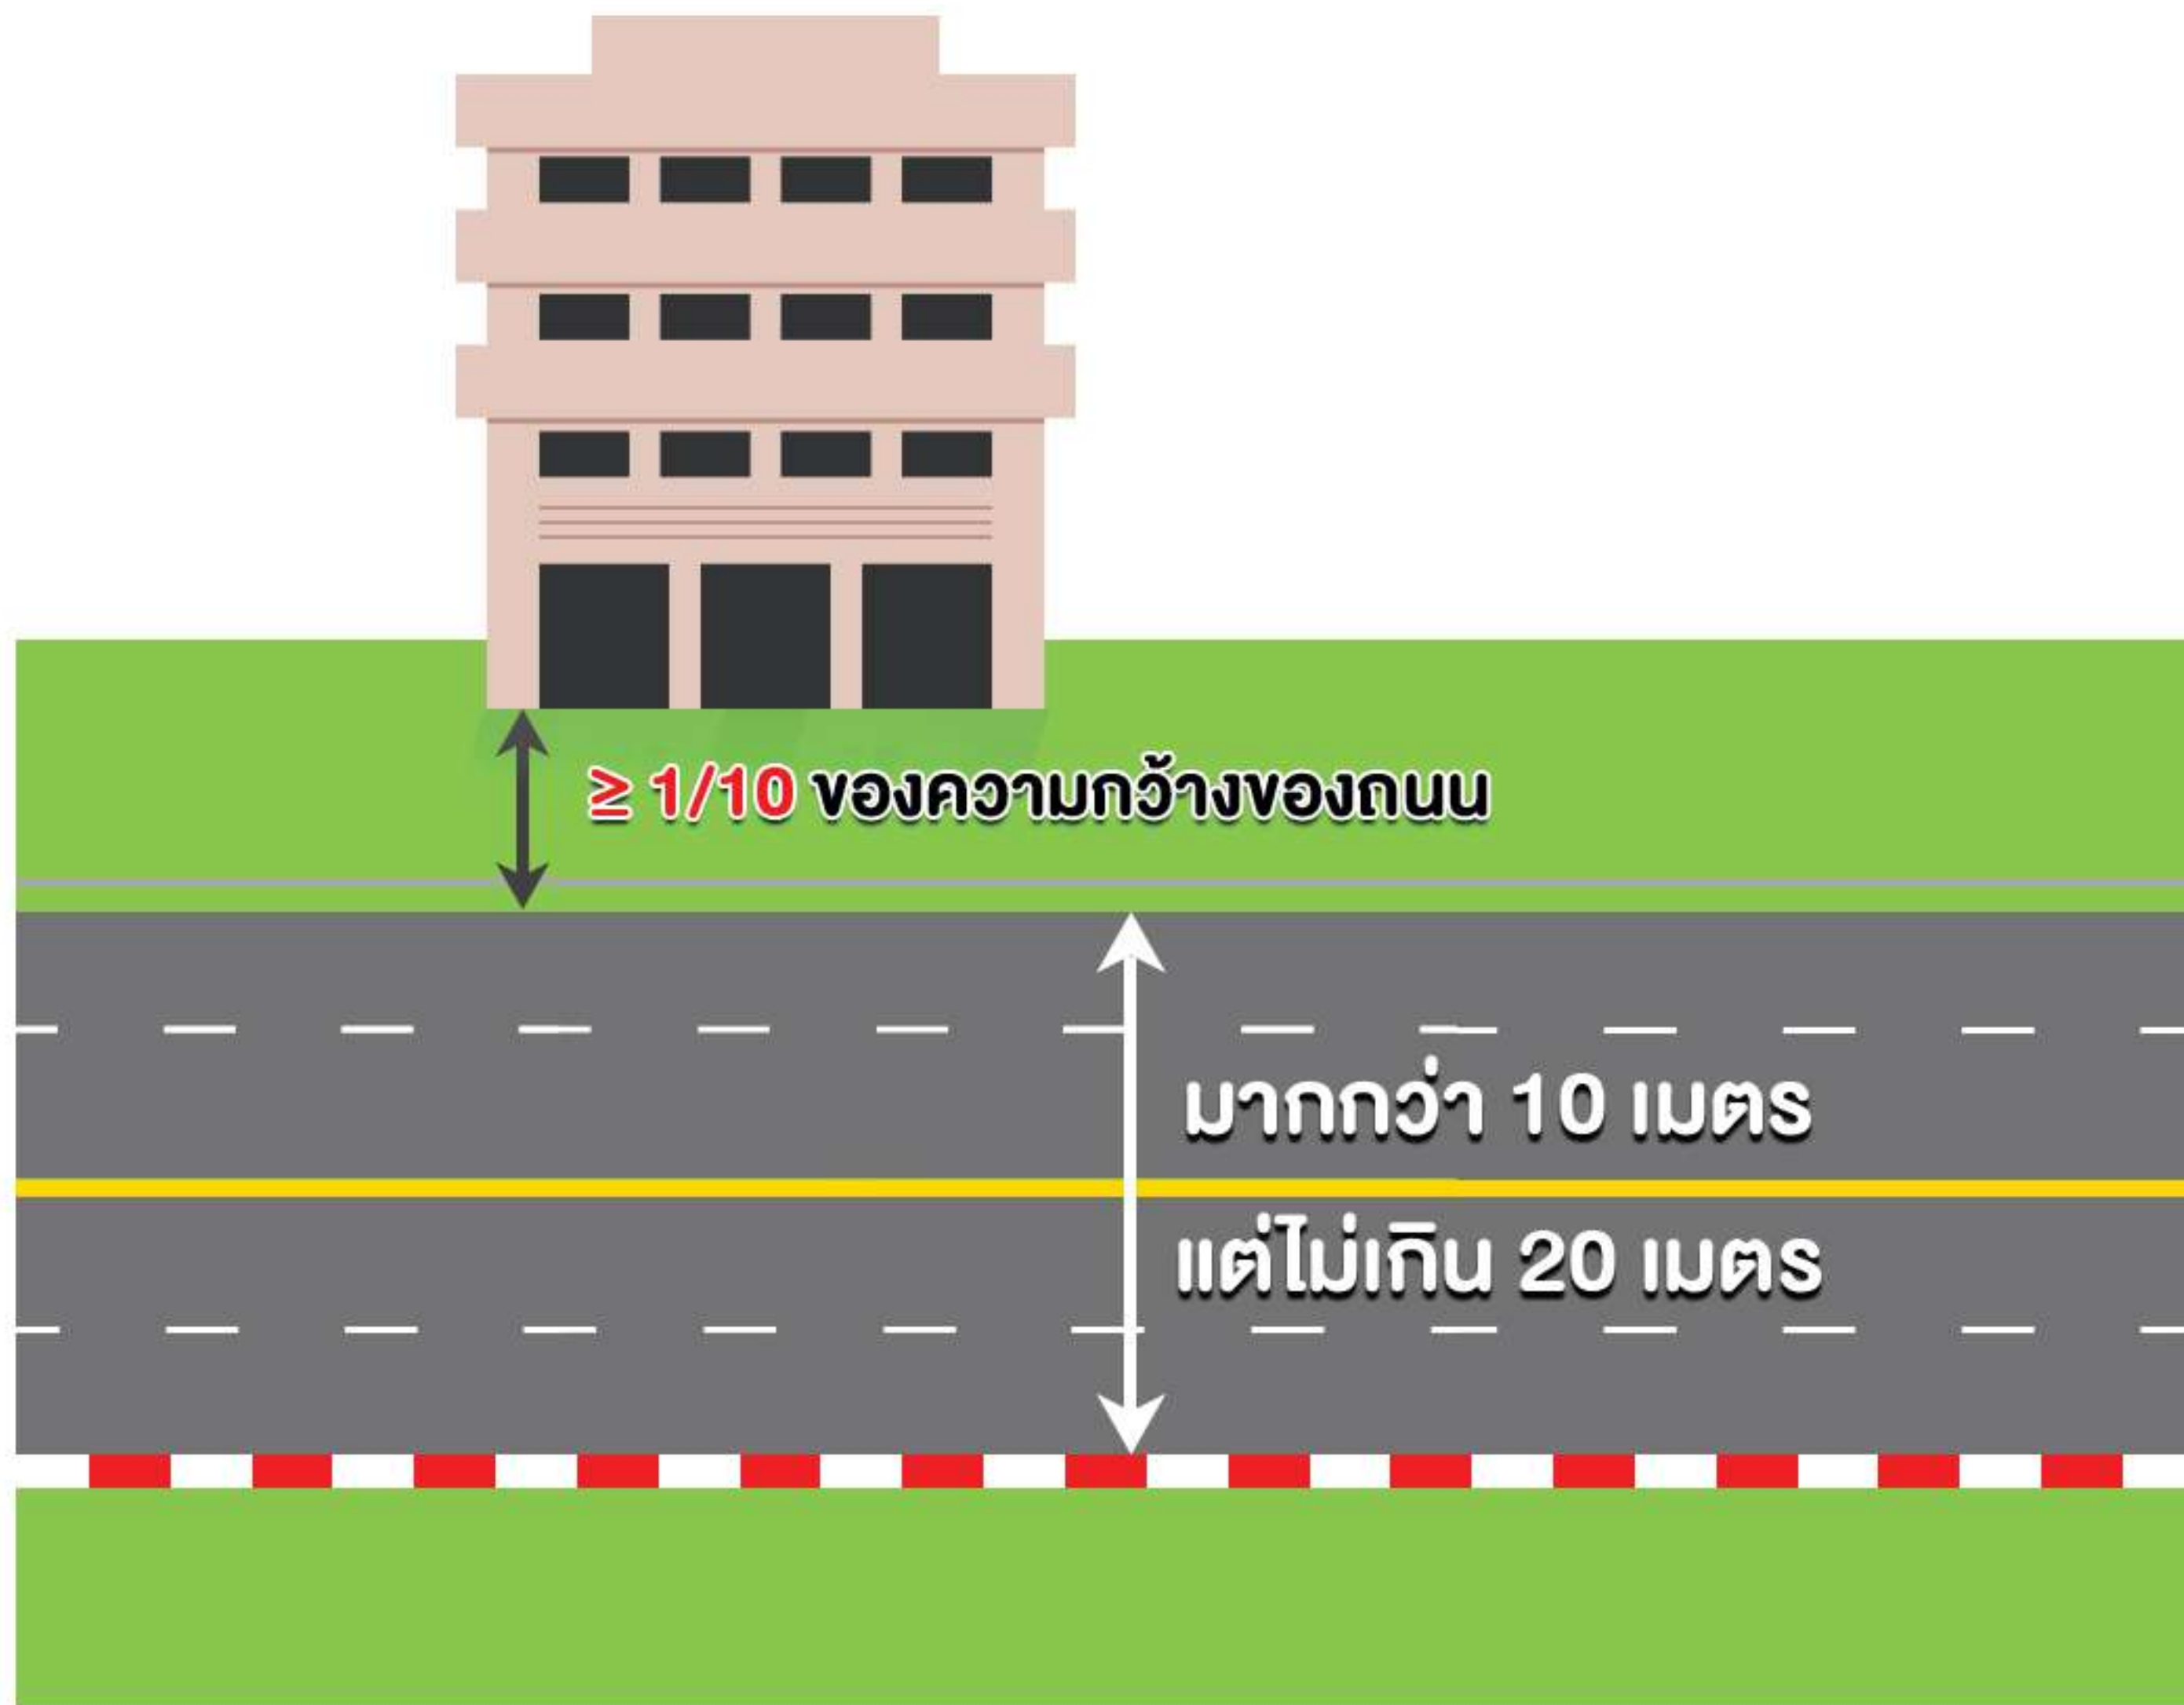 ≥ 1/10 ของความกว้างของถนน
มากกว่า 10 เมตร
แต่ไม่เกิน 20 เมตร